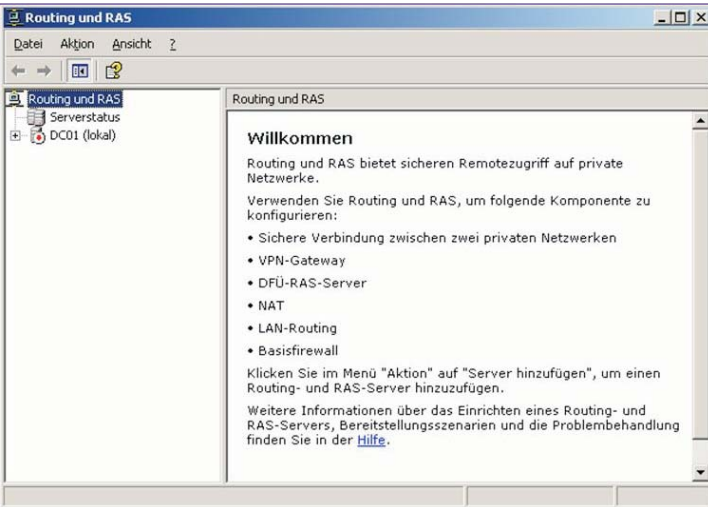 Routing und RAS
Datei Aktion Ansicht ?
Routing und RAS
Serverstatus
DC01 (lokal)
Routing und RAS
Willkommen
Routing und RAS bietet sicheren Remotezugriff auf private
Netzwerke.
Verwenden Sie Routing und RAS, um folgende Komponente zu
konfigurieren:
• Sichere Verbindung zwischen zwei privaten Netzwerken
• VPN-Gateway
• DFÜ-RAS-Server
• NAT
• LAN-Routing
• Basisfirewall
Klicken Sie im Menü "Aktion" auf "Server hinzufügen", um einen
Routing- und RAS-Server hinzuzufügen.
Weitere Informationen über das Einrichten eines Routing- und
RAS-Servers, Bereitstellungsszenarien und die Problembehandlung
finden Sie in der Hilfe.